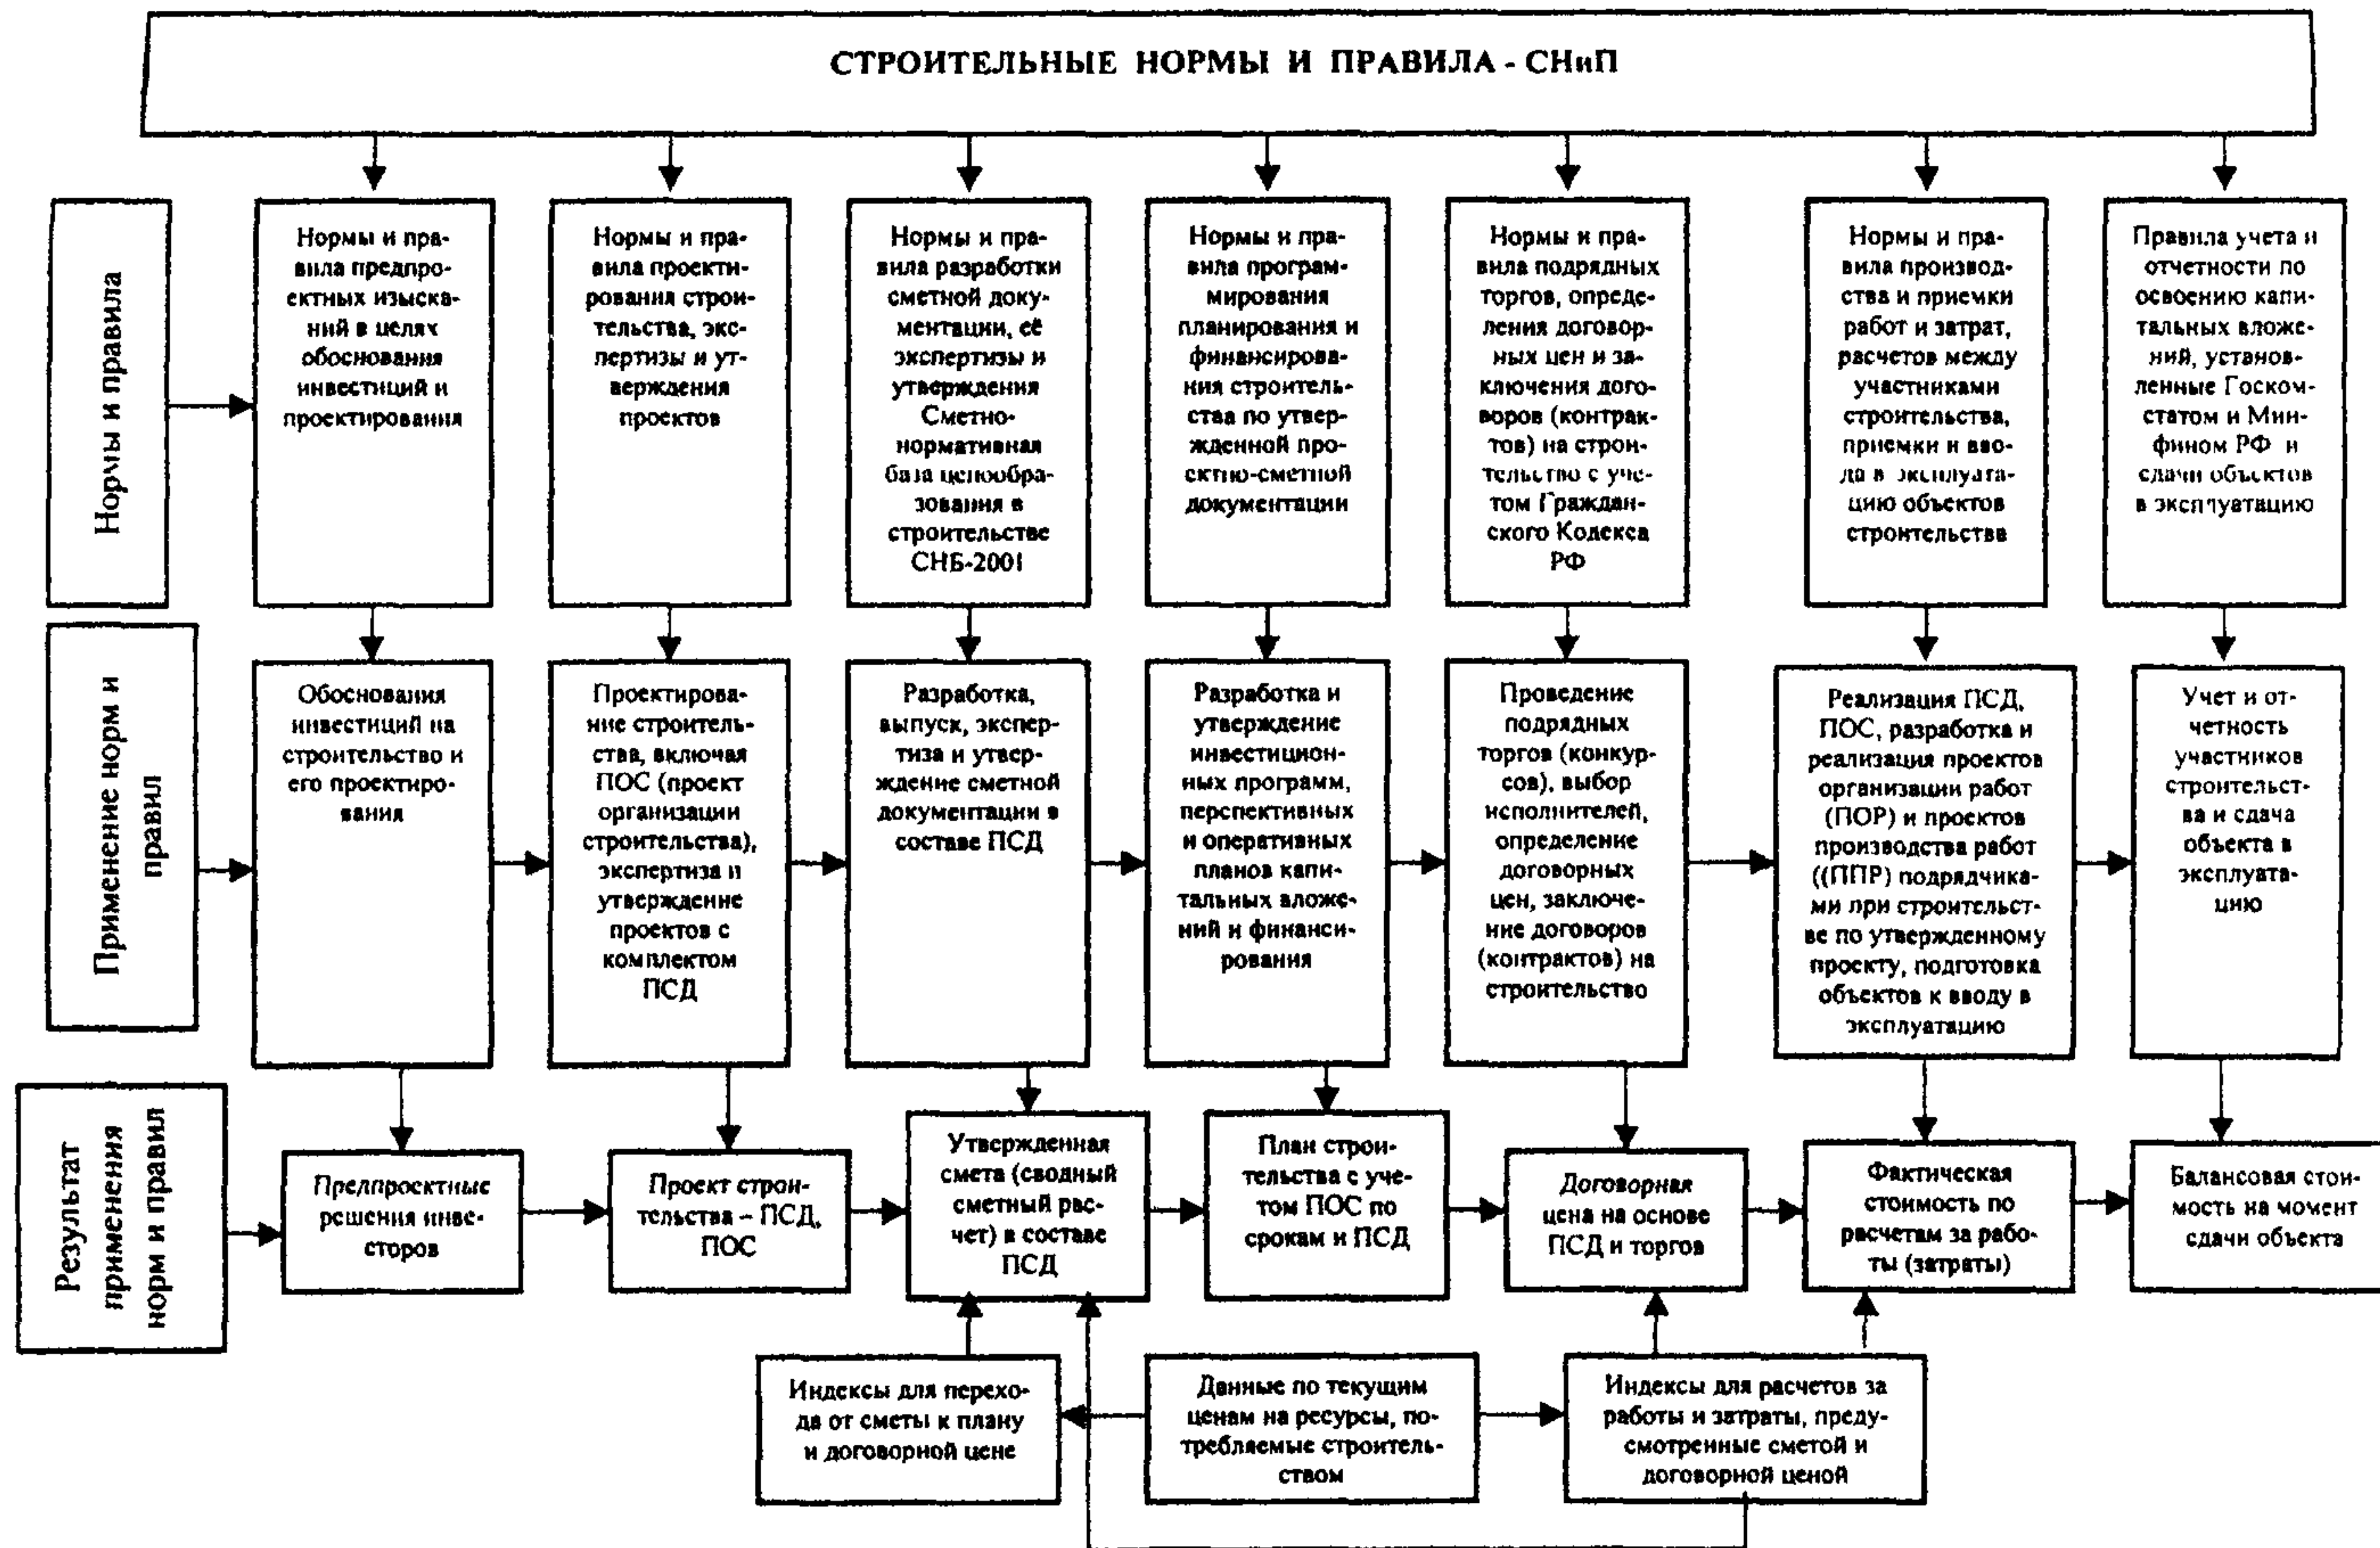 СТРОИТЕЛЬНЫЕ НОРМЫ И ПРАВИЛА - СНиП
Нормы и правила
Нормы и пра-
вила предпро-
ектных изыска-
ний в целях
обоснования
инвестиций и
проектирования
Нормы и пра-
вила проекти-
рования строи-
тельства, экс-
пертизы и ут-
верждения
проектов
Нормы и пра-
вила разработки
сметной доку-
ментации, её
экспертизы и
утверждения
Сметно-
нормативная
база ценообра-
зования в
строительстве
СНБ-2001
Нормы и пра-
вила програм-
мирования
планирования и
финансирова-
ния строитель-
ства по утвер-
жденной про-
ектно-сметной
документации
Нормы и пра-
вила подрядных
торгов, опреде-
ления договор-
ных цен и за-
ключения дого-
воров (контрак-
тов) на строи-
тельство с уче-
том Граждан-
ского Кодекса
РФ
Нормы и пра-
вила производ-
ства и приемки
работ и затрат,
расчетов между
участниками
строительства,
приемки и вво-
да в эксплуата-
цию объектов
строительства
Правила учета и
отчетности по
освоению капи-
тальных вложе-
ний, установ-
ленные Госком-
статом и Мин-
фином РФ и
сдачи объектов
в эксплуатацию
Применение норм и
правил
Обоснования
инвестиций на
строительство и
его проектиро-
вания
Проектирова-
ние строитель-
ства, включая
ПОС (проект
организации
строительства),
экспертиза и
утверждение
проектов с
комплектом
ПСД
Разработка,
выпуск, экспер-
тиза и утвер-
ждение сметной
документации в
составе ПСД
Разработка и
утверждение
инвестицион-
ных программ,
перспективных
и оперативных
планов капи-
тальных вложе-
ний и финанси-
рования
Проведение
подрядных
торгов (конкур-
сов), выбор
исполнителей,
определение
договорных
цен, заключе-
ние договоров
(контрактов) на
строительство
Реализация ПСД,
ПОС, разработка и
реализация проектов
организации работ
(ПОР) и проектов
производства работ
((ППР) подрядчика-
ми при строительст-
ве по утвержденному
проекту, подготовка
объектов к вводу в
эксплуатацию
Учет и от-
четность
участников
строительст-
ва и сдача
объекта в
эксплуата-
цию
Результат
применения
норм и правил
Предпроектные
решения инве-
сторов
Проект строи-
тельства – ПСД,
ПОС
Утвержденная
смета (сводный
сметный рас-
чет) в составе
ПСД
План строи-
тельства с уче-
том ПОС по
срокам и ПСД
Договорная
цена на основе
ПСД и торгов
Фактическая
стоимость по
расчетам за рабо-
ты (затраты)
Балансовая стои-
мость на момент
сдачи объекта
Индексы для перехо-
да от сметы к плану
и договорной цене
Данные по текущим
ценам на ресурсы, по-
требляемые строитель-
ством
Индексы для расчетов за
работы и затраты, преду-
смотренные сметой и
договорной ценой